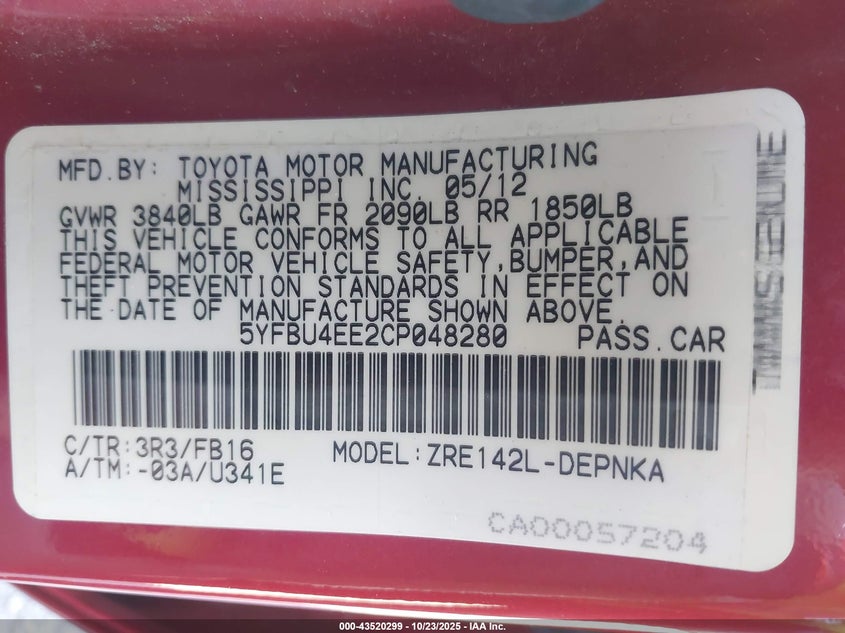 MFD.BY: TOYOTA MOTOR MANUFACTURING
MISSISSIPPI INC. 05/12
GVWR 3840LB GAWR FR 2090LB RR 1850LB
THIS VEHICLE CONFORMS TO ALL APPLICABLE
FEDERAL MOTOR VEHICLE SAFETY,BUMPER,AND
THEFT PREVENTION STANDARDS IN EFFECT ON
THE DATE OF MANUFACTURE SHOWN ABOVE.
5YFBU4EE2CP048280 PASS.CAR
C/TR:3R3/FB16 MODEL:ZRE142L-DEPNKA
A/TM:-03A/U341E
CA00057204
000-43520299 - 10/23/2025 - IAA Inc.